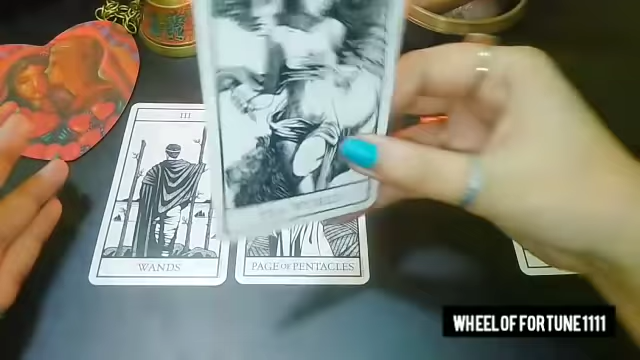 III
WANDS
PAGE OF PENTACLES
WHEEL OF FORTUNE 1111